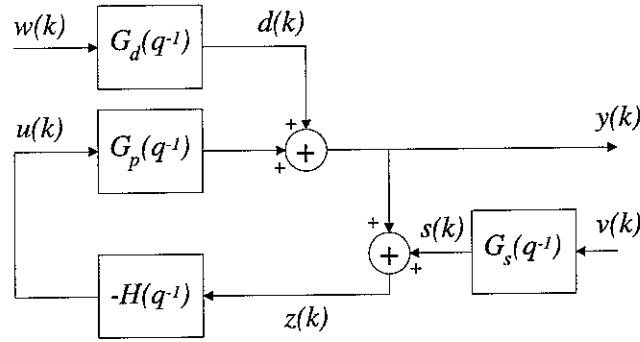 w(k)
G_d(q⁻¹)
d(k)
u(k)
G_p(q⁻¹)
+
+
+
y(k)
+
+
+
s(k)
G_s(q⁻¹)
v(k)
-H(q⁻¹)
z(k)